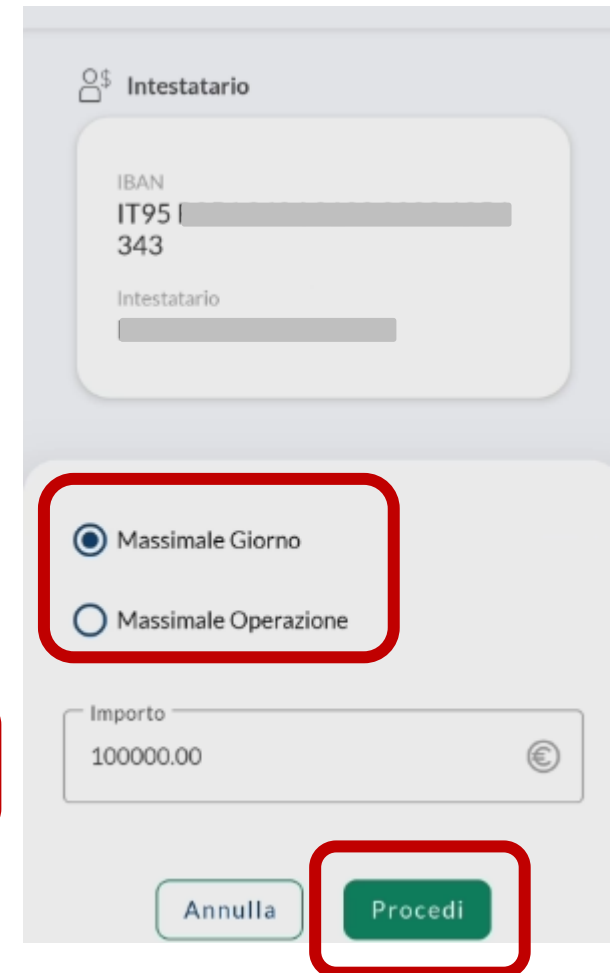 Intestatario
IBAN
IT95
343
Intestatario
Massimale Giorno
Massimale Operazione
Importo
100000.00
Annulla
Procedi